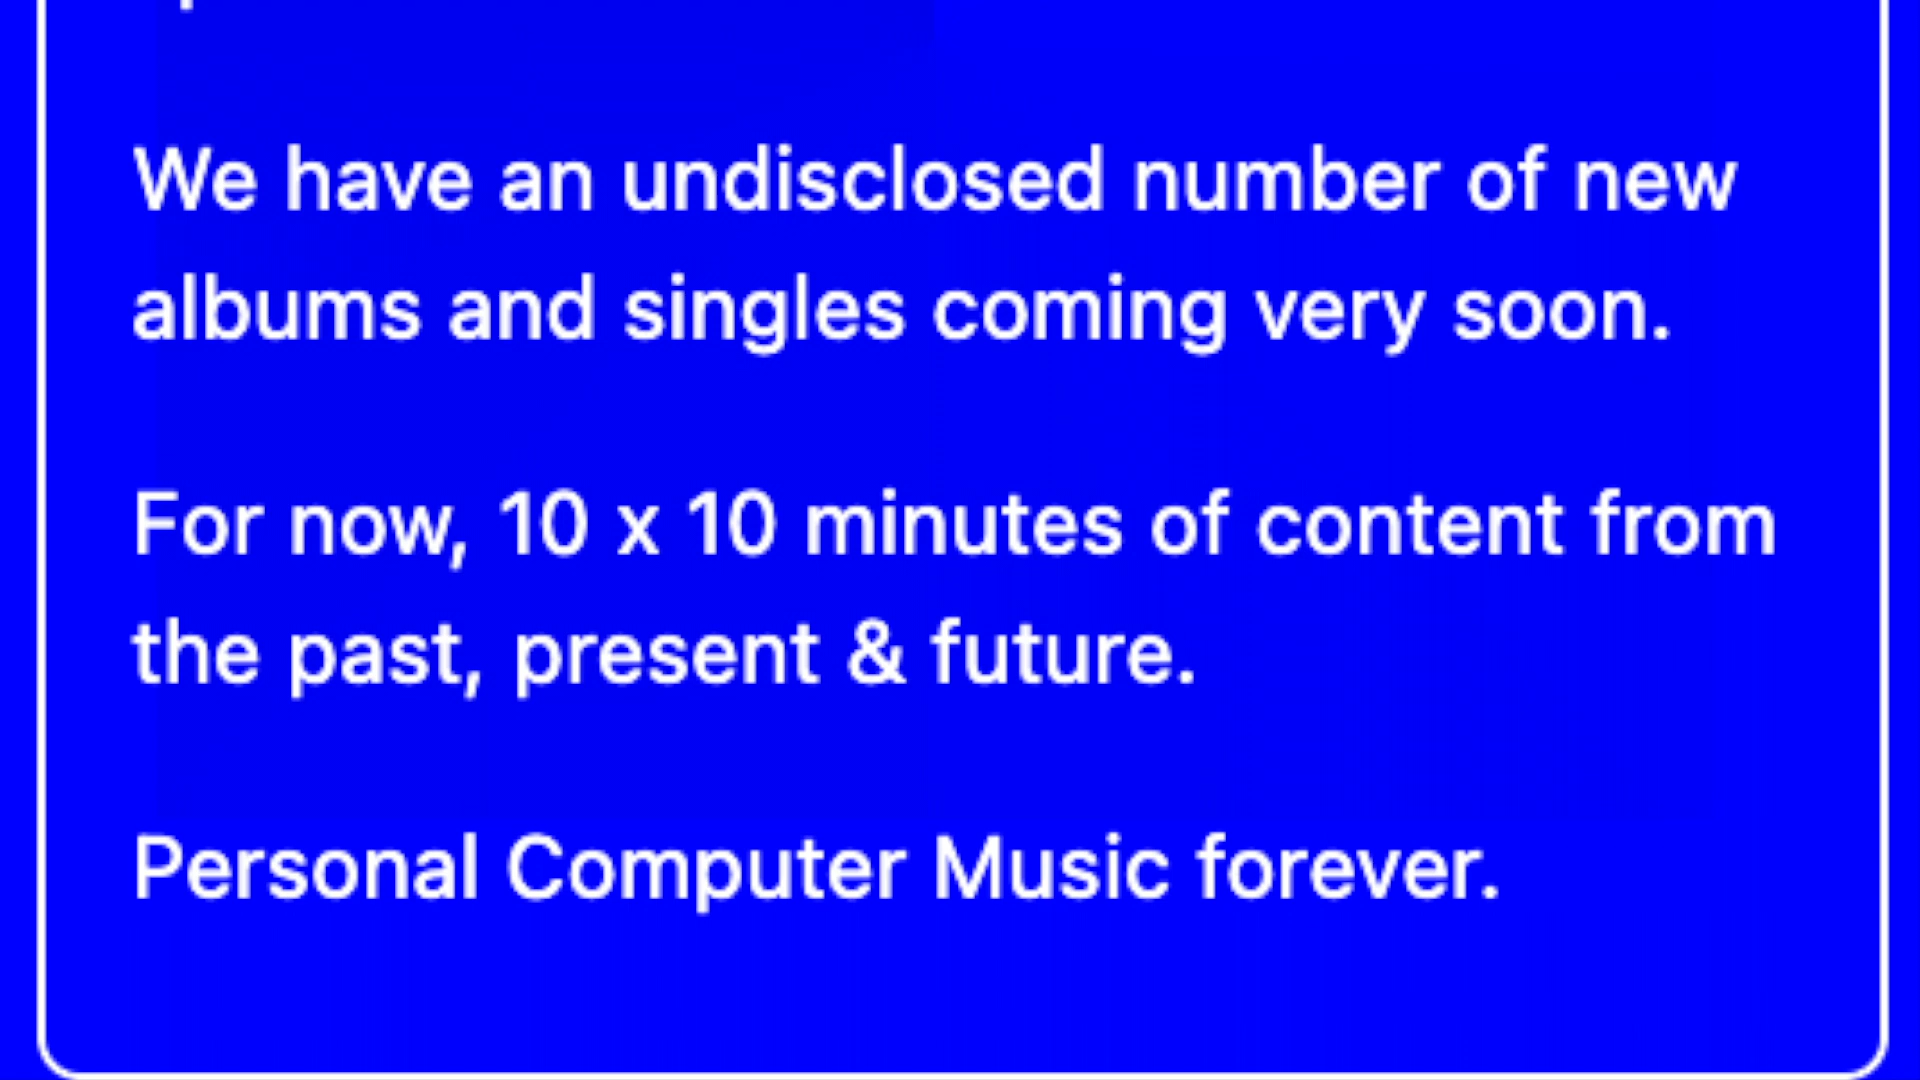 We have an undisclosed number of new
albums and singles coming very soon.
For now, 10 x 10 minutes of content from
the past, present & future.
Personal Computer Music forever.